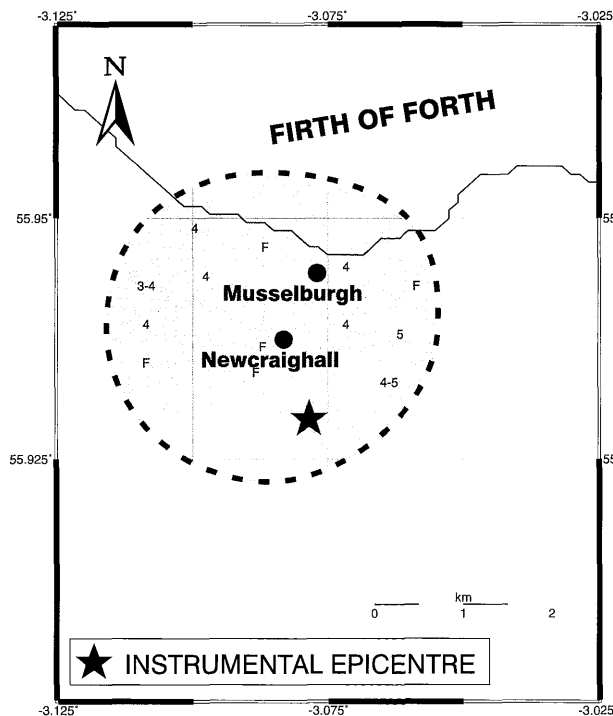 -3.125° -3.075° -3.025°
N
FIRTH OF FORTH
55.95° 55
4
F
4
3-4 4 F
Musselburgh
4 4 5
F
Newcraighall
F
F
4-5
55.925° 55
km
0 1 2
INSTRUMENTAL EPICENTRE
-3.125° -3.075° -3.025